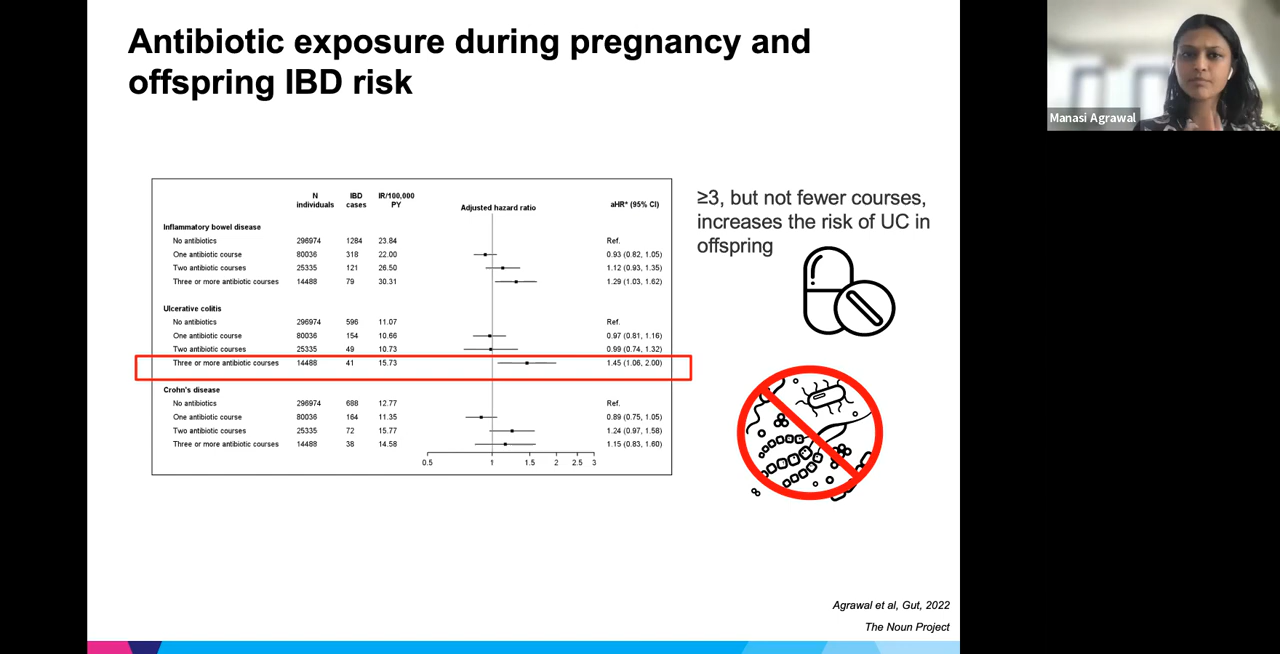 Antibiotic exposure during pregnancy and
offspring IBD risk
Manasi Agrawal
N individuals IBD cases IR/100,000 PY Adjusted hazard ratio aHR* (95% CI)
Inflammatory bowel disease
No antibiotics 296974 1284 23.84 Ref.
One antibiotic course 80036 318 22.00 0.93 (0.82, 1.05)
Two antibiotic courses 25335 121 26.50 1.12 (0.93, 1.35)
Three or more antibiotic courses 14488 79 30.31 1.29 (1.03, 1.62)
Ulcerative colitis
No antibiotics 296974 596 11.07 Ref.
One antibiotic course 80036 154 10.66 0.97 (0.81, 1.16)
Two antibiotic courses 25335 49 10.73 0.99 (0.74, 1.32)
Three or more antibiotic courses 14488 41 15.73 1.45 (1.06, 2.00)
Crohn's disease
No antibiotics 296974 688 12.77 Ref.
One antibiotic course 80036 164 11.35 0.89 (0.75, 1.05)
Two antibiotic courses 25335 72 15.77 1.24 (0.97, 1.58)
Three or more antibiotic courses 14488 38 14.58 1.15 (0.83, 1.60)
0.5 1 1.5 2 2.5 3
≥3, but not fewer courses,
increases the risk of UC in
offspring
Agrawal et al, Gut, 2022
The Noun Project